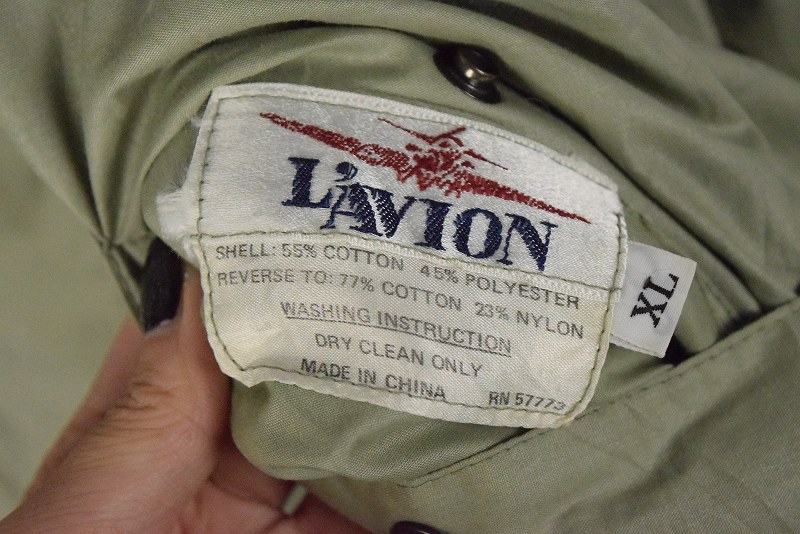 L'AVION
SHELL: 55% COTTON 45% POLYESTER
REVERSE TO: 77% COTTON 23% NYLON
WASHING INSTRUCTION
DRY CLEAN ONLY
MADE IN CHINA RN 57773
XL